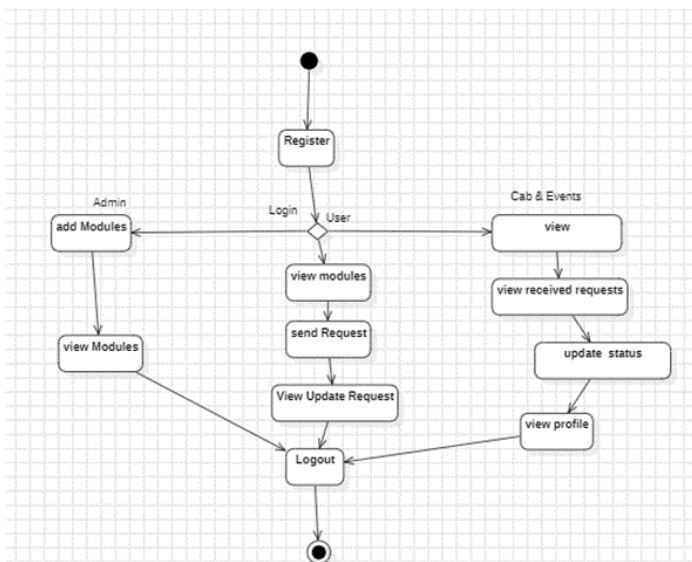 Register
Cab & Events
Admin
Login
User
add Modules
view
view modules
view received requests
send Request
view Modules
update status
View Update Request
view profile
Logout